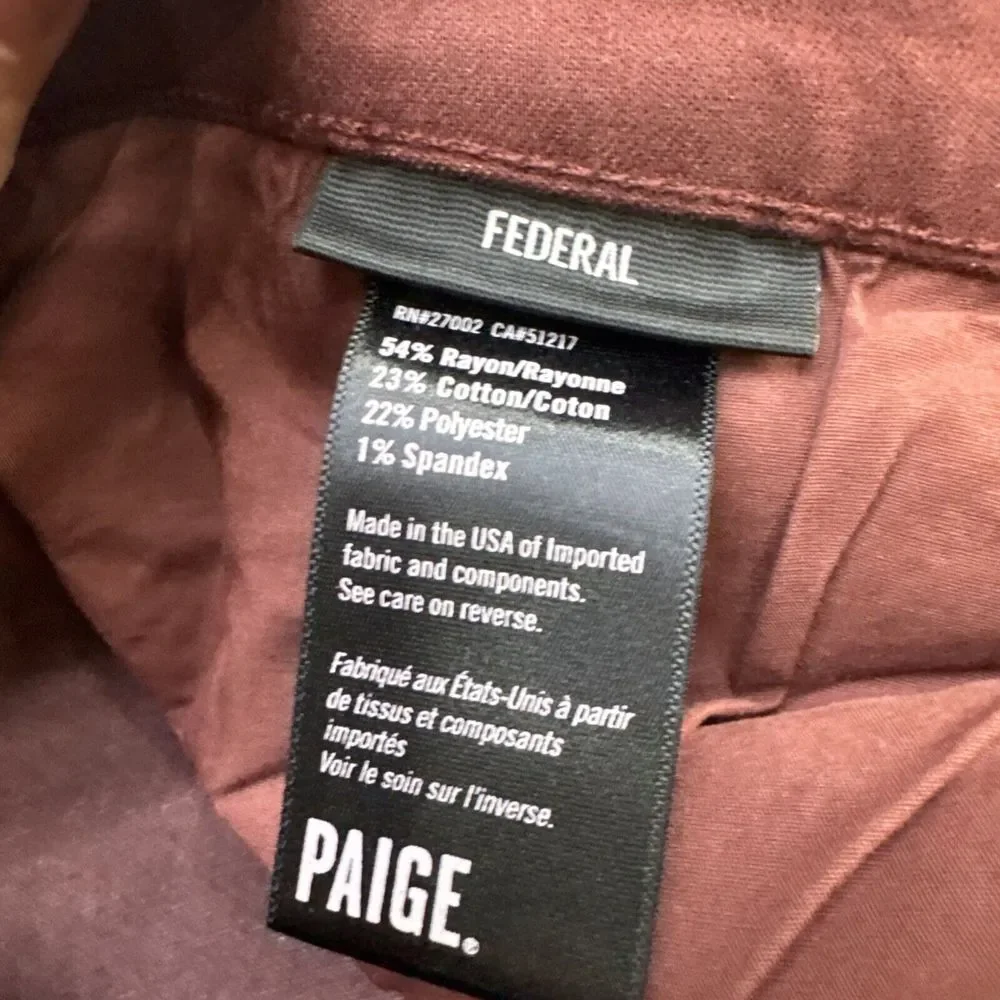 FEDERAL
RN#27002 CA#51217
54% Rayon/Rayonne
23% Cotton/Coton
22% Polyester
1% Spandex
Made in the USA of Imported
fabric and components.
See care on reverse.
Fabriqué aux États-Unis à partir
de tissus et composants
importés
Voir le soin sur l'inverse.
PAIGE®